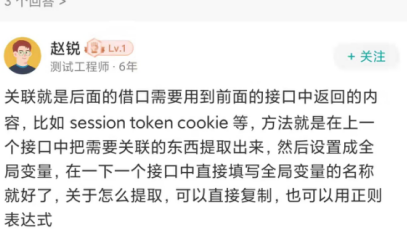 3 个回答 >
赵锐 Lv.1
测试工程师 · 6年
+ 关注
关联就是后面的借口需要用到前面的接口中返回的内
容，比如 session token cookie 等，方法就是在上一
个接口中把需要关联的东西提取出来，然后设置成全
局变量，在一下一个接口中直接填写全局变量的名称
就好了，关于怎么提取，可以直接复制，也可以用正则
表达式